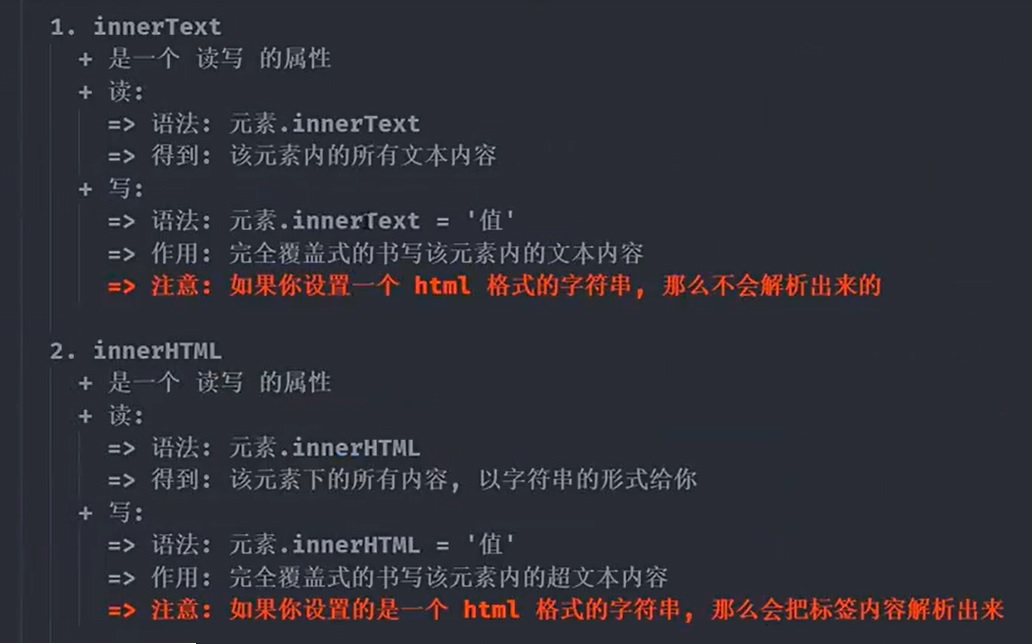 1. innerText
+ 是一个 读写 的属性
+ 读:
=> 语法: 元素.innerText
=> 得到: 该元素内的所有文本内容
+ 写:
=> 语法: 元素.innerText = '值'
=> 作用: 完全覆盖式的书写该元素内的文本内容
=> 注意: 如果你设置一个 html 格式的字符串, 那么不会解析出来的
2. innerHTML
+ 是一个 读写 的属性
+ 读:
=> 语法: 元素.innerHTML
=> 得到: 该元素下的所有内容, 以字符串的形式给你
+ 写:
=> 语法: 元素.innerHTML = '值'
=> 作用: 完全覆盖式的书写该元素内的超文本内容
=> 注意: 如果你设置的是一个 html 格式的字符串, 那么会把标签内容解析出来